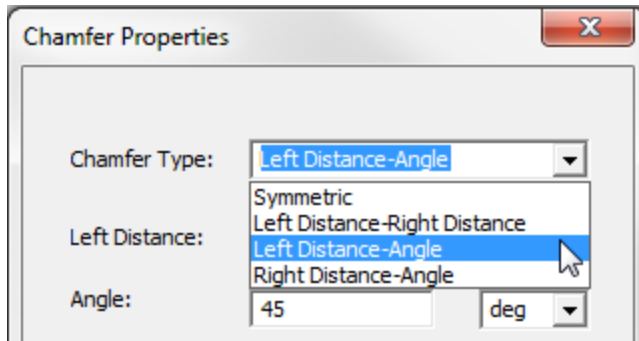 Chamfer Properties
Chamfer Type: Left Distance-Angle
Symmetric
Left Distance-Right Distance
Left Distance: Left Distance-Angle
Right Distance-Angle
Angle: 45 deg